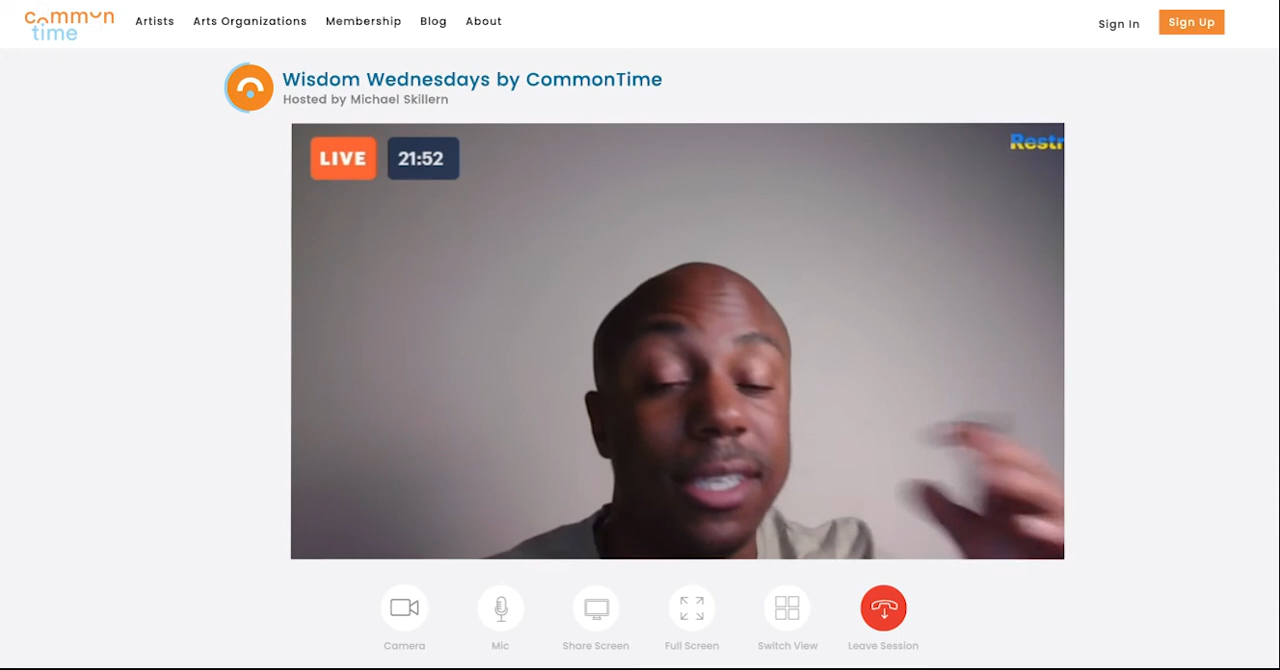 common
time
Artists
Arts Organizations
Membership
Blog
About
Sign In
Sign Up
Wisdom Wednesdays by CommonTime
Hosted by Michael Skillern
LIVE
21:52
Restr
Camera
Mic
Share Screen
Full Screen
Switch View
Leave Session